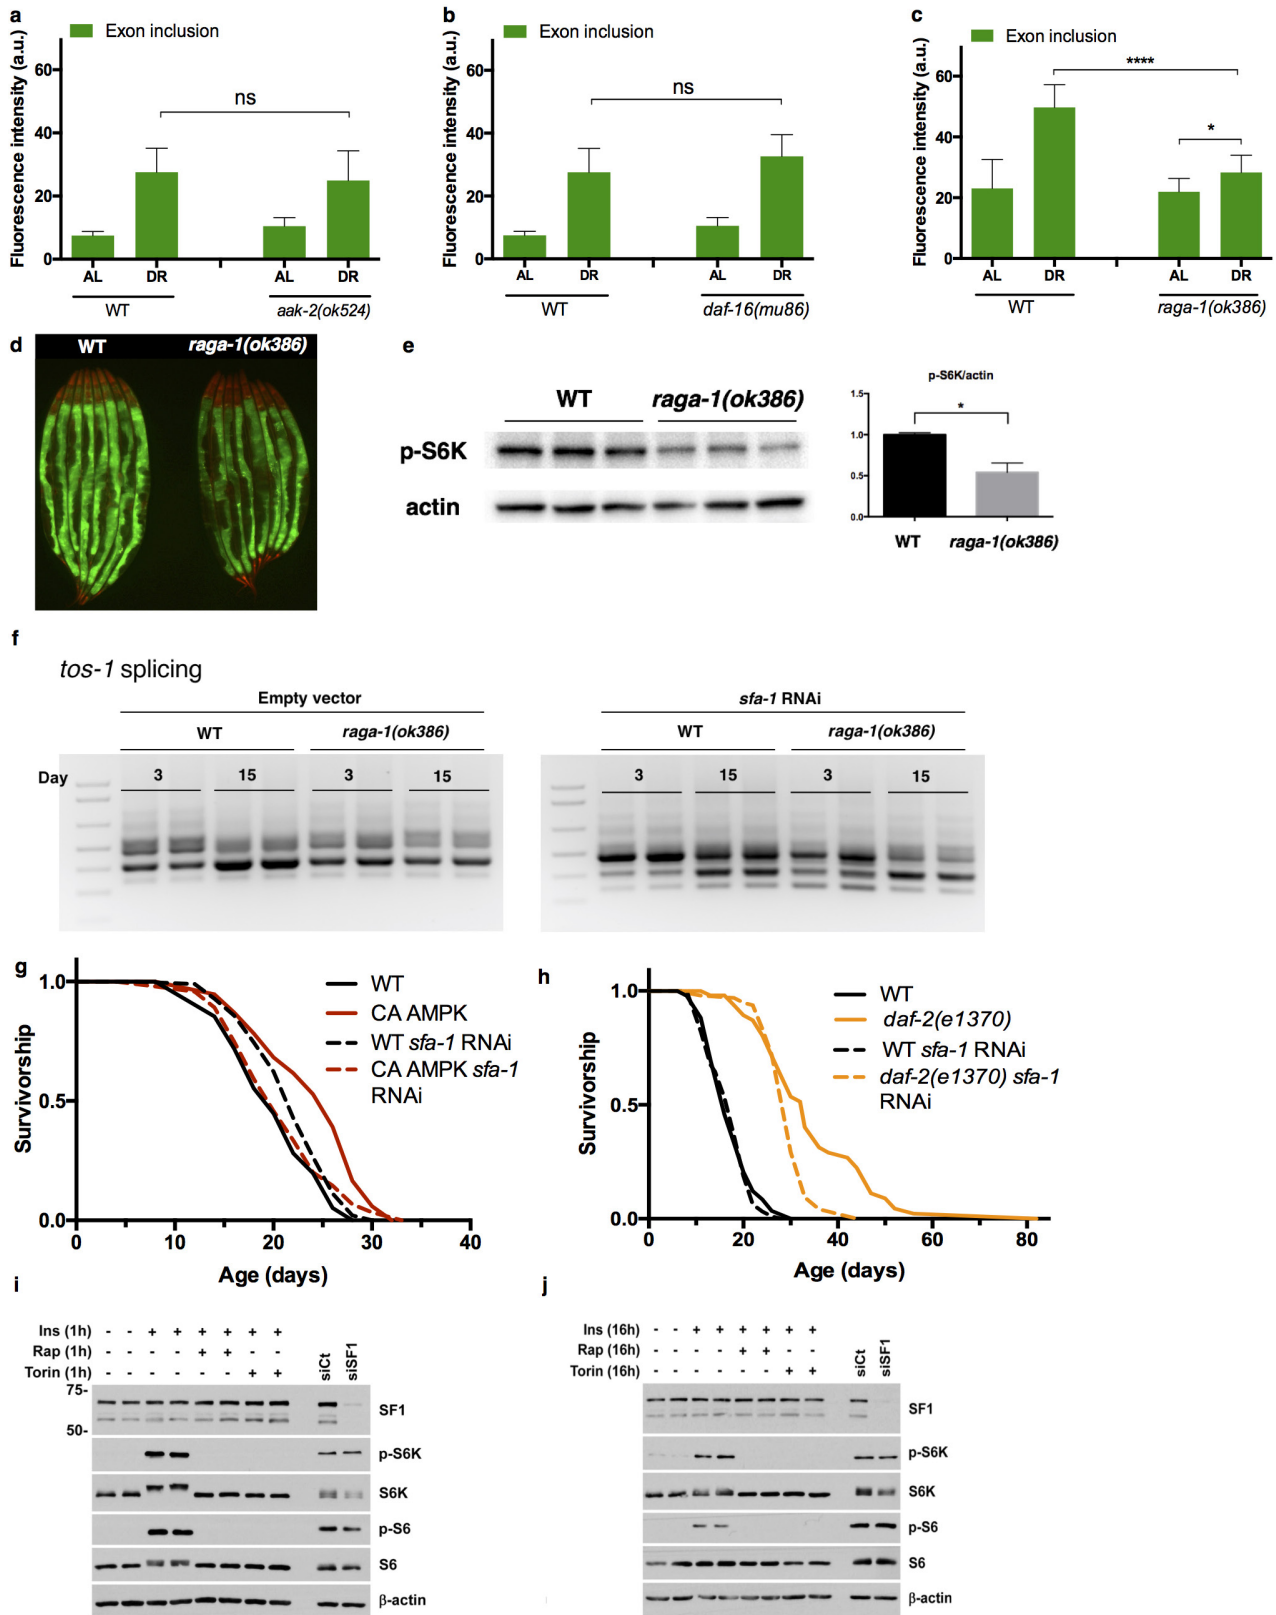 a
Exon inclusion
Fluorescence intensity (a.u.)
60
40
20
0
ns
AL DR AL DR
WT aak-2(ok524)
b
Exon inclusion
Fluorescence intensity (a.u.)
60
40
20
0
ns
AL DR AL DR
WT daf-16(mu86)
c
Exon inclusion
Fluorescence intensity (a.u.)
60
40
20
0
****
*
AL DR AL DR
WT raga-1(ok386)
d
WT raga-1(ok386)
e
WT raga-1(ok386)
p-S6K
actin
p-S6K/actin
1.5
1.0
0.5
0.0
*
WT raga-1(ok386)
f
tos-1 splicing
Empty vector
WT raga-1(ok386)
Day 3 15 3 15
sfa-1 RNAi
WT raga-1(ok386)
3 15 3 15
g
Survivorship
1.0
0.5
0.0
0 10 20 30 40
Age (days)
WT
CA AMPK
WT sfa-1 RNAi
CA AMPK sfa-1
RNAi
h
Survivorship
1.0
0.5
0.0
0 20 40 60 80
Age (days)
WT
daf-2(e1370)
WT sfa-1 RNAi
daf-2(e1370) sfa-1
RNAi
i
Ins (1h) - - + + + + + +
Rap (1h) + +
Torin (1h) + +
siCt
siSF1
75-
50-
SF1
p-S6K
S6K
p-S6
S6
β-actin
j
Ins (16h) - - + + + + + +
Rap (16h) + +
Torin (16h) + +
siCt
siSF1
SF1
p-S6K
S6K
p-S6
S6
β-actin